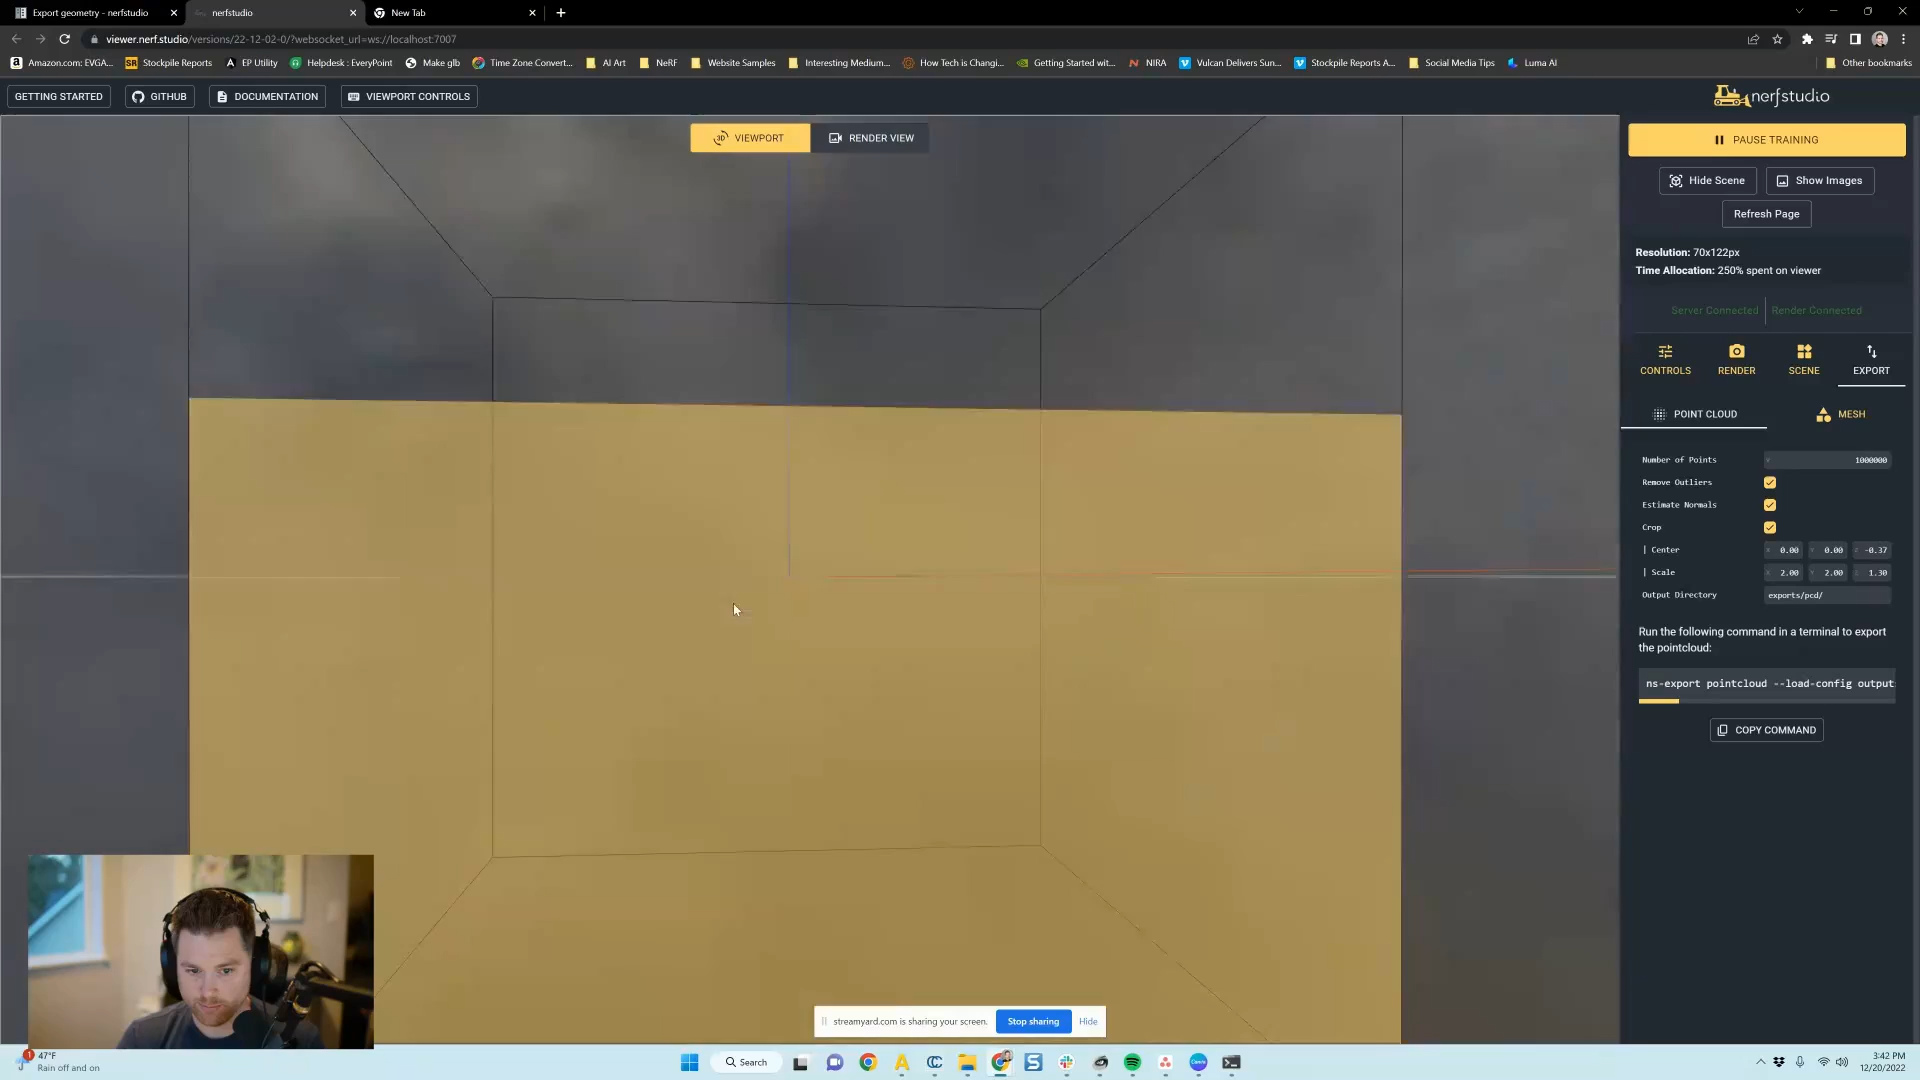 Export geometry - nerfstudio
nerfstudio
New Tab
viewer.nerf.studio/versions/22-12-02-0/?websocket_url=ws://localhost:7007
Amazon.com: EVGA...
Stockpile Reports
EP Utility
Helpdesk : EveryPoint
Make glb
Time Zone Convert...
AI Art
NeRF
Website Samples
Interesting Medium...
How Tech is Changi...
Getting Started wit...
NIRA
Vulcan Delivers Sun...
Stockpile Reports A...
Social Media Tips
Luma AI
Other bookmarks
GETTING STARTED
GITHUB
DOCUMENTATION
VIEWPORT CONTROLS
nerfstudio
VIEWPORT
RENDER VIEW
PAUSE TRAINING
Hide Scene
Show Images
Refresh Page
Resolution: 70x122px
Time Allocation: 250% spent on viewer
Server Connected
Render Connected
CONTROLS
RENDER
SCENE
EXPORT
POINT CLOUD
MESH
Number of Points 1000000
Remove Outliers
Estimate Normals
Crop
| Center 0.00 0.00 -0.37
| Scale 2.00 2.00 1.30
Output Directory exports/pcd/
Run the following command in a terminal to export
the pointcloud:
ns-export pointcloud --load-config output
COPY COMMAND
streamyard.com is sharing your screen.
Stop sharing
Hide
1
47°F
Rain off and on
Search
3:42 PM
12/20/2022